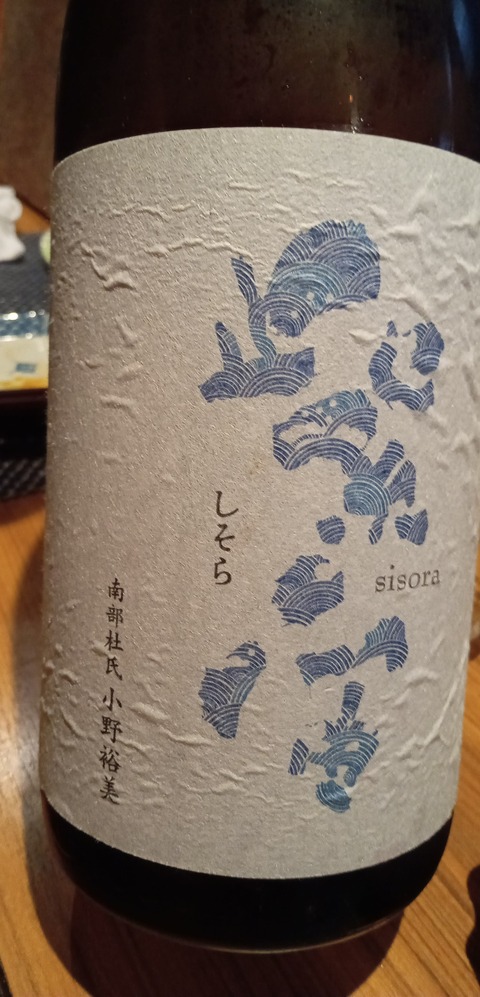 紫宙
sisora
しそら
南部杜氏 小野裕美